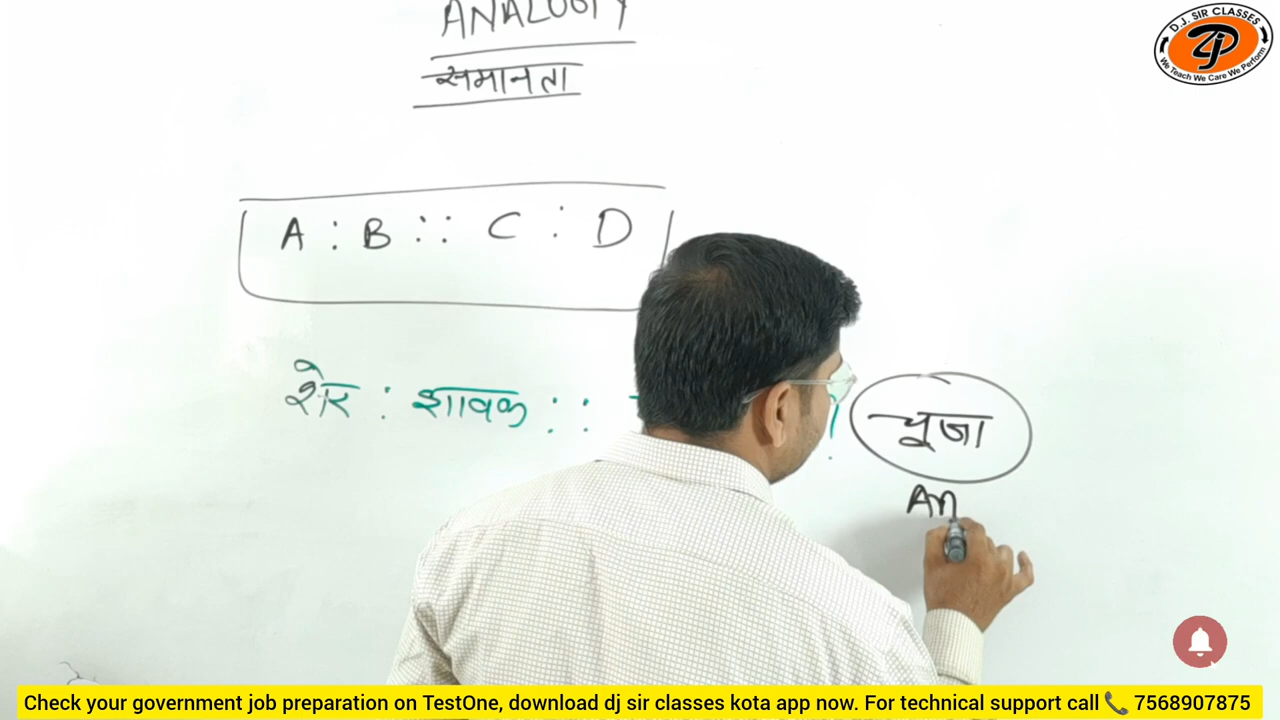 ANALOGY
समानता
A : B :: C : D
शेर : शावक :: ?
चूजा
An
D.J. SIR CLASSES
We Teach We Care We Perform
Check your government job preparation on TestOne, download dj sir classes kota app now. For technical support call 📞 7568907875